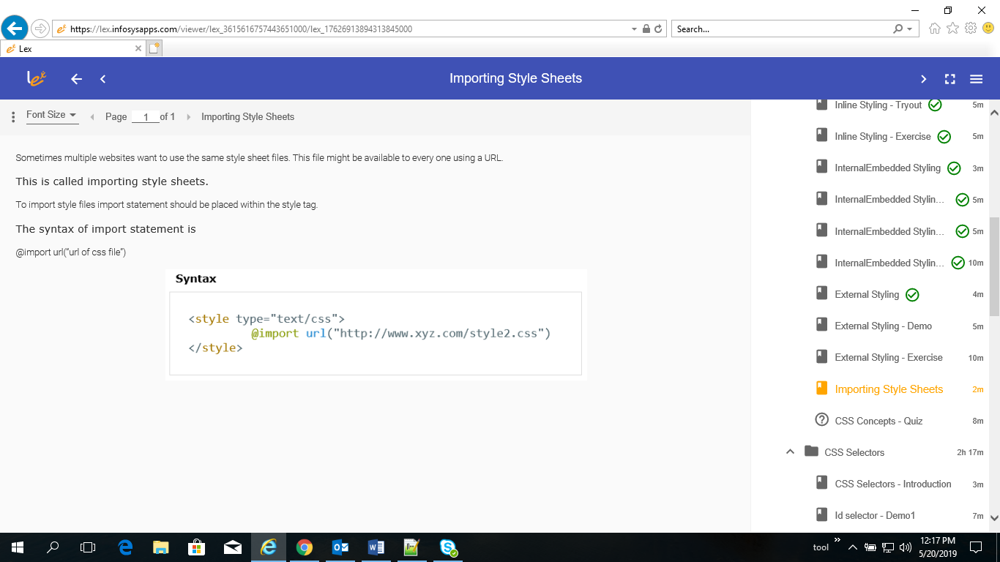 https://lex.infosysapps.com/viewer/lex_3615616757443651000/lex_17626913894313845000
Search...
Lex
lex
Importing Style Sheets
Font Size
Page 1 of 1
Importing Style Sheets
Sometimes multiple websites want to use the same style sheet files. This file might be available to every one using a URL.
This is called importing style sheets.
To import style files import statement should be placed within the style tag.
The syntax of import statement is
@import url("url of css file")
Syntax
<style type="text/css">
@import url("http://www.xyz.com/style2.css")
</style>
Inline Styling - Tryout 5m
Inline Styling - Exercise 5m
InternalEmbedded Styling 3m
InternalEmbedded Stylin... 5m
InternalEmbedded Stylin... 5m
InternalEmbedded Stylin... 10m
External Styling 4m
External Styling - Demo 5m
External Styling - Exercise 10m
Importing Style Sheets 2m
CSS Concepts - Quiz 8m
CSS Selectors 2h 17m
CSS Selectors - Introduction 3m
Id selector - Demo1 7m
tool
12:17 PM
5/20/2019